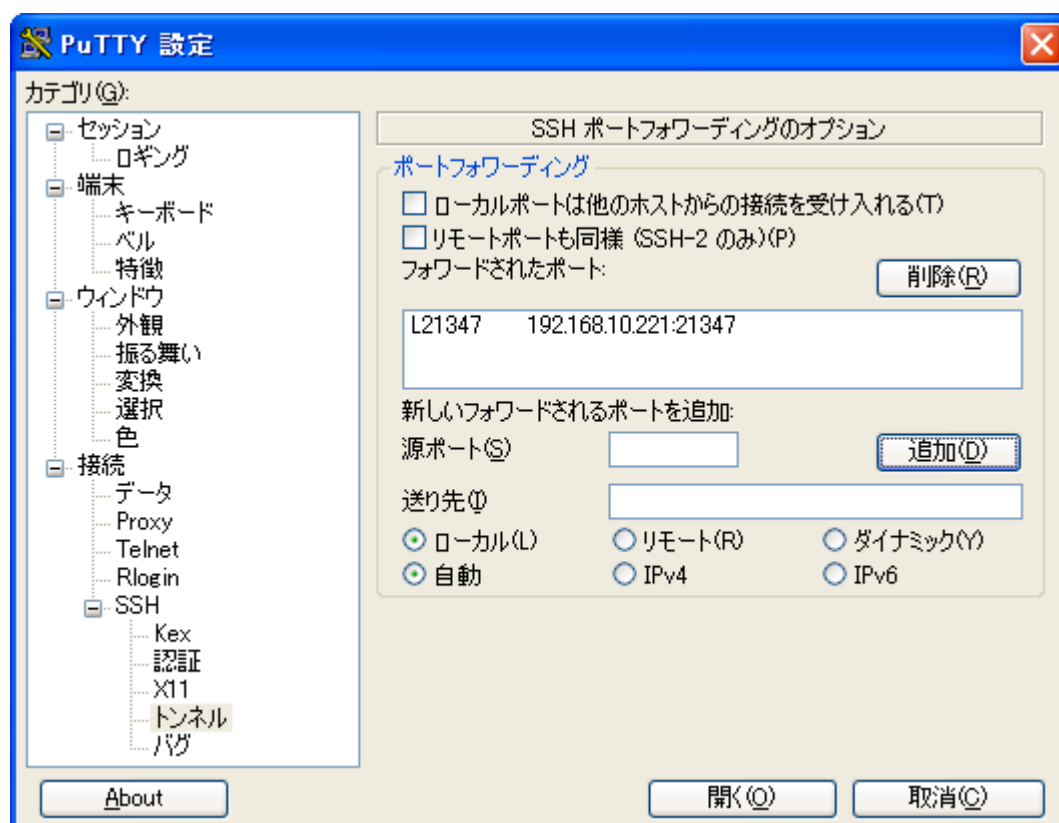 PuTTY 設定
カテゴリ(G):
セッション
ロギング
端末
キーボード
ベル
特徴
ウィンドウ
外観
振る舞い
変換
選択
色
接続
データ
Proxy
Telnet
Rlogin
SSH
Kex
認証
X11
トンネル
バグ
SSH ポートフォワーディングのオプション
ポートフォワーディング
ローカルポートは他のホストからの接続を受け入れる(T)
リモートポートも同様 (SSH-2 のみ)(P)
フォワードされたポート:
削除(R)
L21347 192.168.10.221:21347
新しいフォワードされるポートを追加:
源ポート(S)
追加(D)
送り先(I)
ローカル(L) リモート(R) ダイナミック(Y)
自動 IPv4 IPv6
About 開く(O) 取消(C)